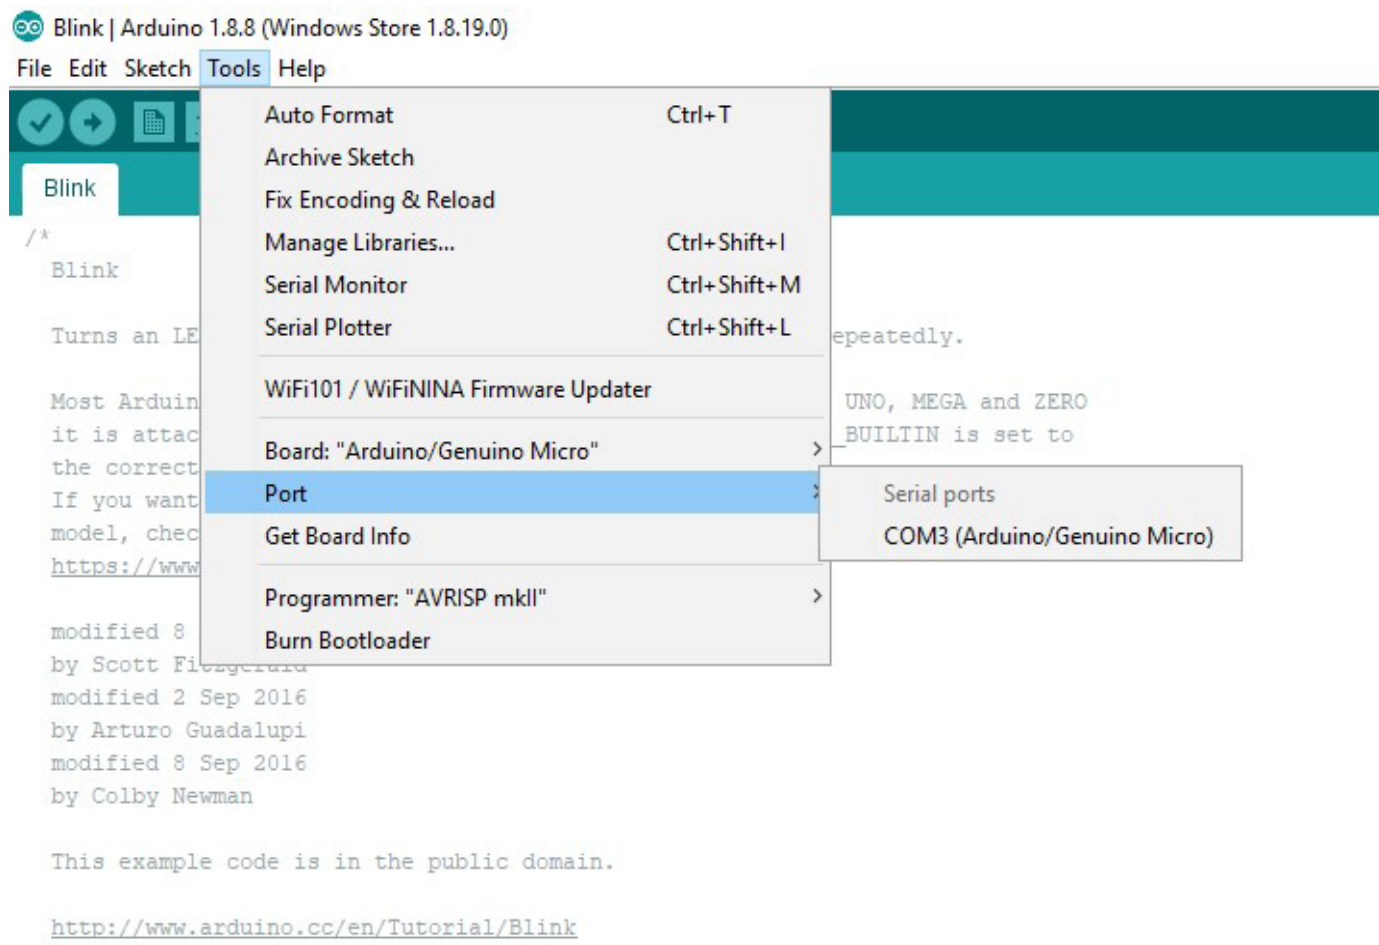 Blink | Arduino 1.8.8 (Windows Store 1.8.19.0)
File Edit Sketch Tools Help
Auto Format Ctrl+T
Archive Sketch
Fix Encoding & Reload
Manage Libraries... Ctrl+Shift+I
Serial Monitor Ctrl+Shift+M
Serial Plotter Ctrl+Shift+L
WiFi101 / WiFiNINA Firmware Updater
Board: "Arduino/Genuino Micro"
Port
Get Board Info
Programmer: "AVRISP mkII"
Burn Bootloader
Serial ports
COM3 (Arduino/Genuino Micro)
Blink
/*
Blink
Turns an LE epeatedly.
Most Arduin UNO, MEGA and ZERO
it is attac _BUILTIN is set to
the correct
If you want
model, chec
https://www
modified 8
by Scott Fitzgerald
modified 2 Sep 2016
by Arturo Guadalupi
modified 8 Sep 2016
by Colby Newman
This example code is in the public domain.
http://www.arduino.cc/en/Tutorial/Blink